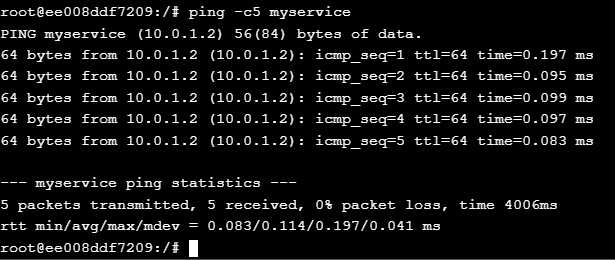 root@ee008ddf7209:/# ping -c5 myservice
PING myservice (10.0.1.2) 56(84) bytes of data.
64 bytes from 10.0.1.2 (10.0.1.2): icmp_seq=1 ttl=64 time=0.197 ms
64 bytes from 10.0.1.2 (10.0.1.2): icmp_seq=2 ttl=64 time=0.095 ms
64 bytes from 10.0.1.2 (10.0.1.2): icmp_seq=3 ttl=64 time=0.099 ms
64 bytes from 10.0.1.2 (10.0.1.2): icmp_seq=4 ttl=64 time=0.097 ms
64 bytes from 10.0.1.2 (10.0.1.2): icmp_seq=5 ttl=64 time=0.083 ms
--- myservice ping statistics ---
5 packets transmitted, 5 received, 0% packet loss, time 4006ms
rtt min/avg/max/mdev = 0.083/0.114/0.197/0.041 ms
root@ee008ddf7209:/#